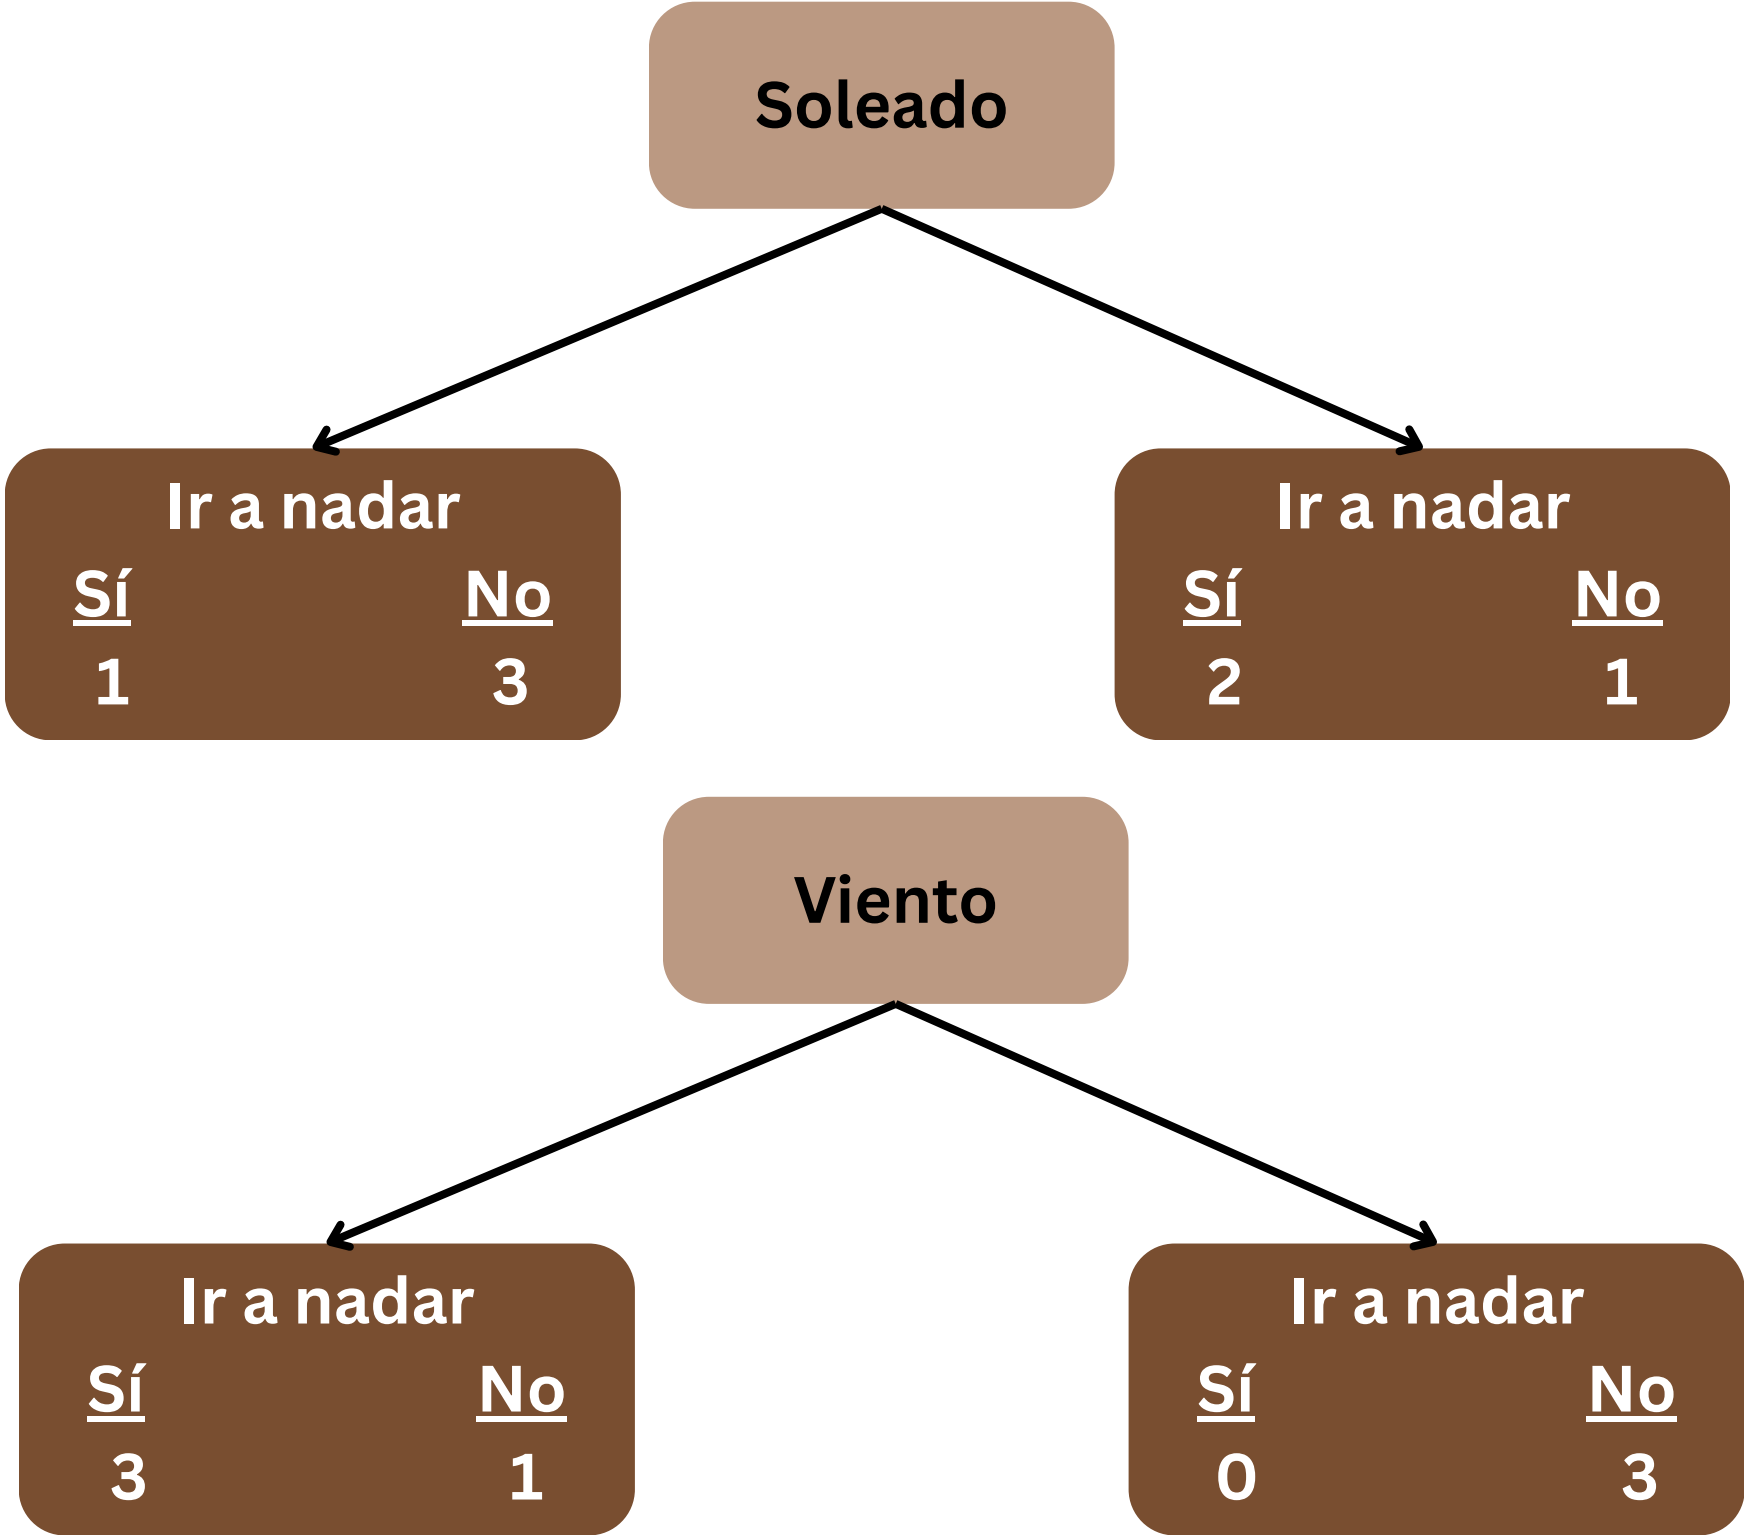 Soleado
Ir a nadar
Sí No
1 3
Ir a nadar
Sí No
2 1
Viento
Ir a nadar
Sí No
3 1
Ir a nadar
Sí No
0 3